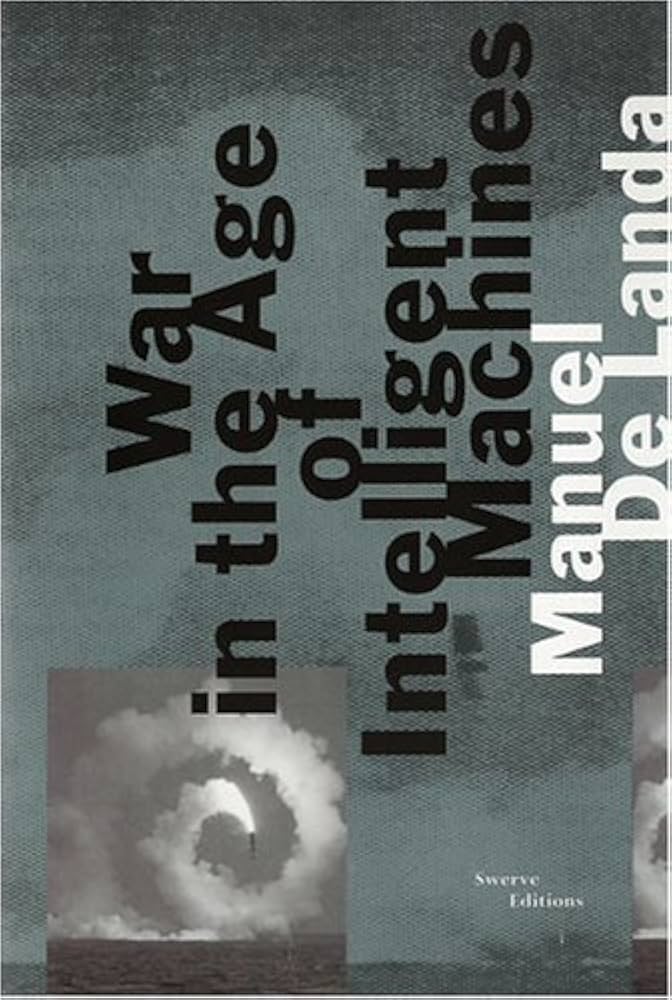 War
in the Age
of
Intelligent
Machines
Manuel
De Landa
Swerve
Editions